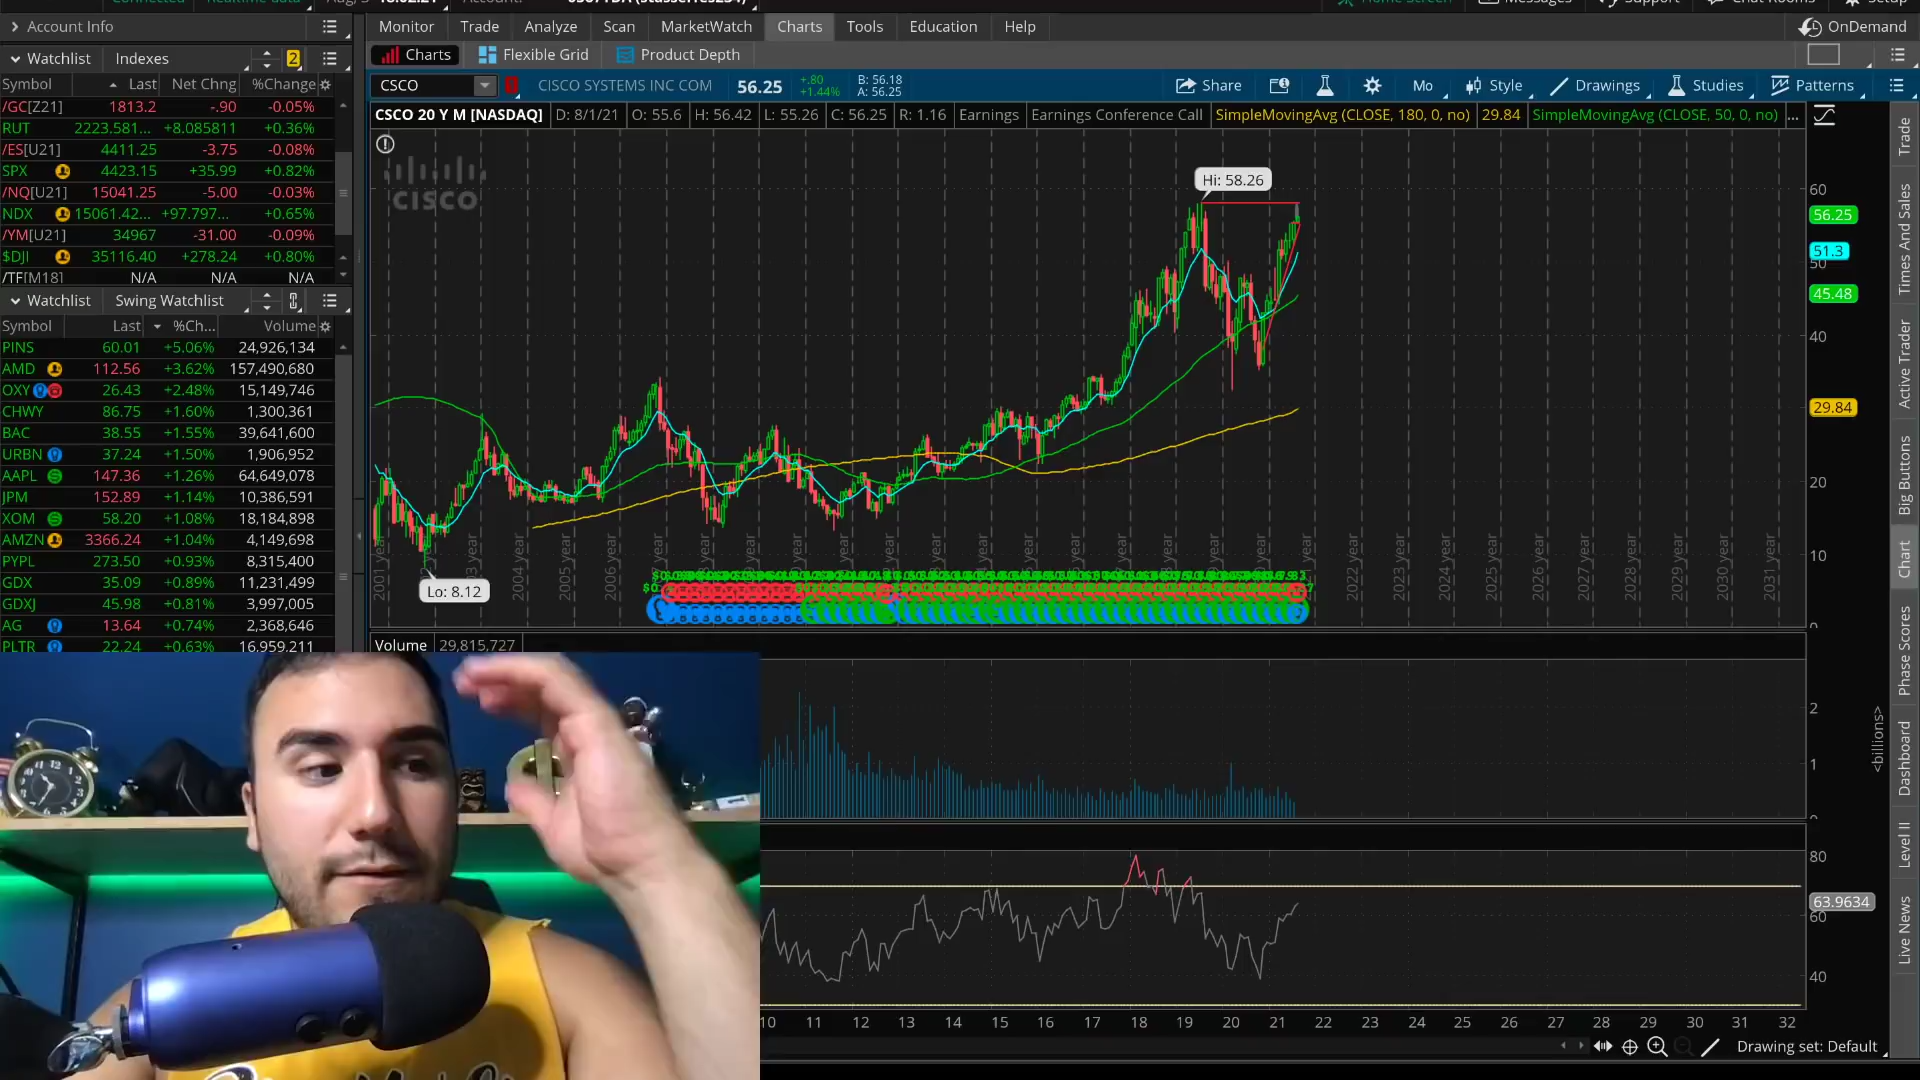 Account Info
Monitor Trade Analyze Scan MarketWatch Charts Tools Education Help
OnDemand
Watchlist Indexes 2
Charts Flexible Grid Product Depth
Symbol Last Net Chng %Change
CSCO CISCO SYSTEMS INC COM 56.25 +.80 +1.44% B: 56.18 A: 56.25
Share Mo Style Drawings Studies Patterns
CSCO 20 Y M [NASDAQ] D: 8/1/21 O: 55.6 H: 56.42 L: 55.26 C: 56.25 R: 1.16 Earnings Earnings Conference Call SimpleMovingAvg (CLOSE, 180, 0, no) 29.84 SimpleMovingAvg (CLOSE, 50, 0, no) ...
/GC[Z21] 1813.2 -.90 -0.05%
RUT 2223.581... +8.085811 +0.36%
/ES[U21] 4411.25 -3.75 -0.08%
SPX 4423.15 +35.99 +0.82%
/NQ[U21] 15041.25 -5.00 -0.03%
NDX 15061.42... +97.797... +0.65%
/YM[U21] 34967 -31.00 -0.09%
$DJI 35116.40 +278.24 +0.80%
/TF[M18] N/A N/A N/A
Watchlist Swing Watchlist
Symbol Last %Ch... Volume
PINS 60.01 +5.06% 24,926,134
AMD 112.56 +3.62% 157,490,680
OXY 26.43 +2.48% 15,149,746
CHWY 86.75 +1.60% 1,300,361
BAC 38.55 +1.55% 39,641,600
URBN 37.24 +1.50% 1,906,952
AAPL 147.36 +1.26% 64,649,078
JPM 152.89 +1.14% 10,386,591
XOM 58.20 +1.08% 18,184,898
AMZN 3366.24 +1.04% 4,149,698
PYPL 273.50 +0.93% 8,315,400
GDX 35.09 +0.89% 11,231,499
GDXJ 45.98 +0.81% 3,997,005
AG 13.64 +0.74% 2,368,646
PLTR 22.24 +0.63% 16,959,211
CISCO
Hi: 58.26
Lo: 8.12
60
56.25
51.3
50
45.48
40
29.84
20
10
0
2001 year
2004 year
2005 year
2006 year
2022 year
2023 year
2024 year
2025 year
2026 year
2027 year
2028 year
2029 year
2030 year
2031 year
Volume 29,815,727
2
1
0
<billions>
80
63.9634
60
40
10 11 12 13 14 15 16 17 18 19 20 21 22 23 24 25 26 27 28 29 30 31 32
Drawing set: Default
Trade
Times And Sales
Active Trader
Big Buttons
Chart
Phase Scores
Dashboard
Level II
Live News